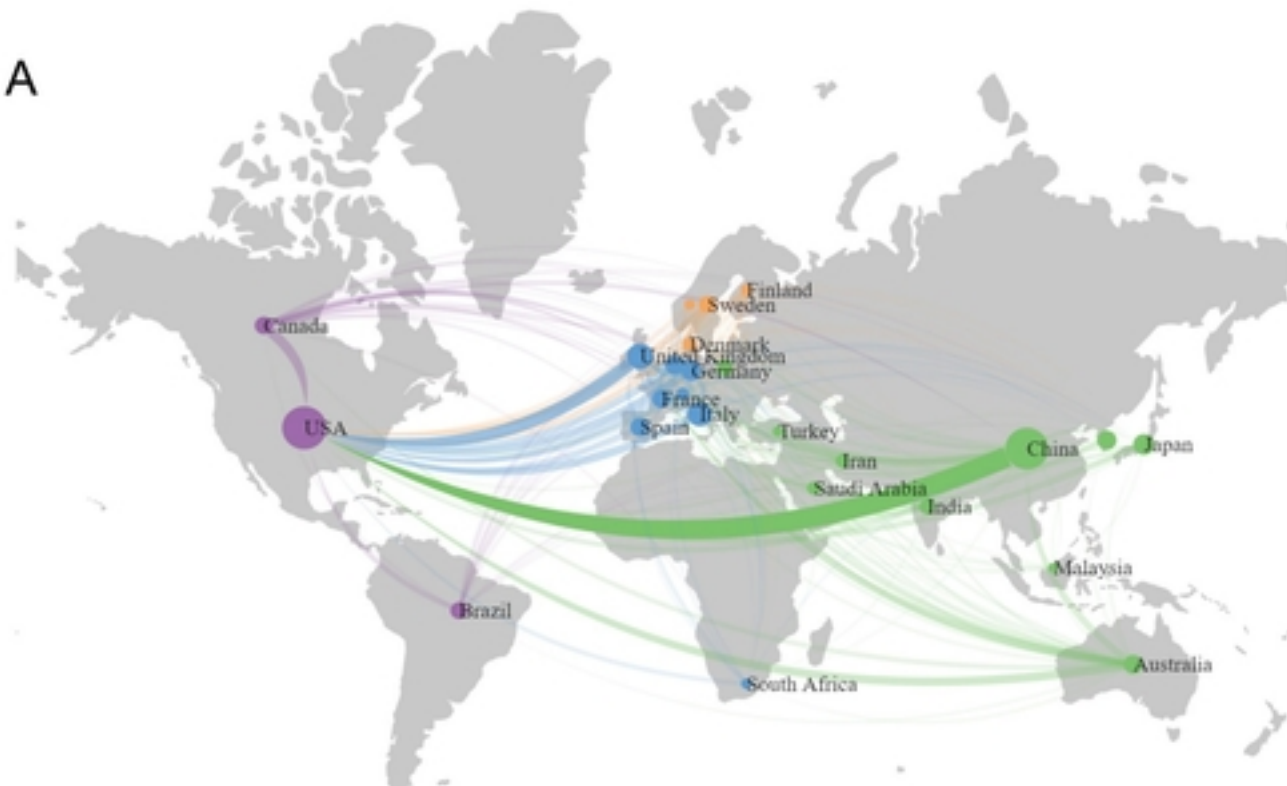 A
Finland
Sweden
Canada
Denmark
United Kingdom
Germany
France
Italy
USA
Spain
Turkey
China
Japan
Iran
Saudi Arabia
India
Malaysia
Brazil
Australia
South Africa